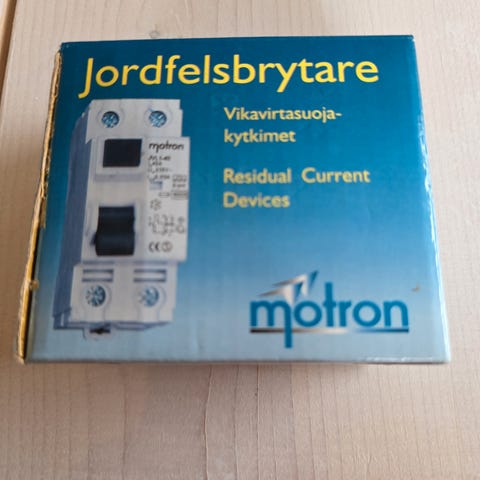 Jordfelsbrytare
Vikavirtasuoja-
kytkimet
Residual Current
Devices
motron
motron